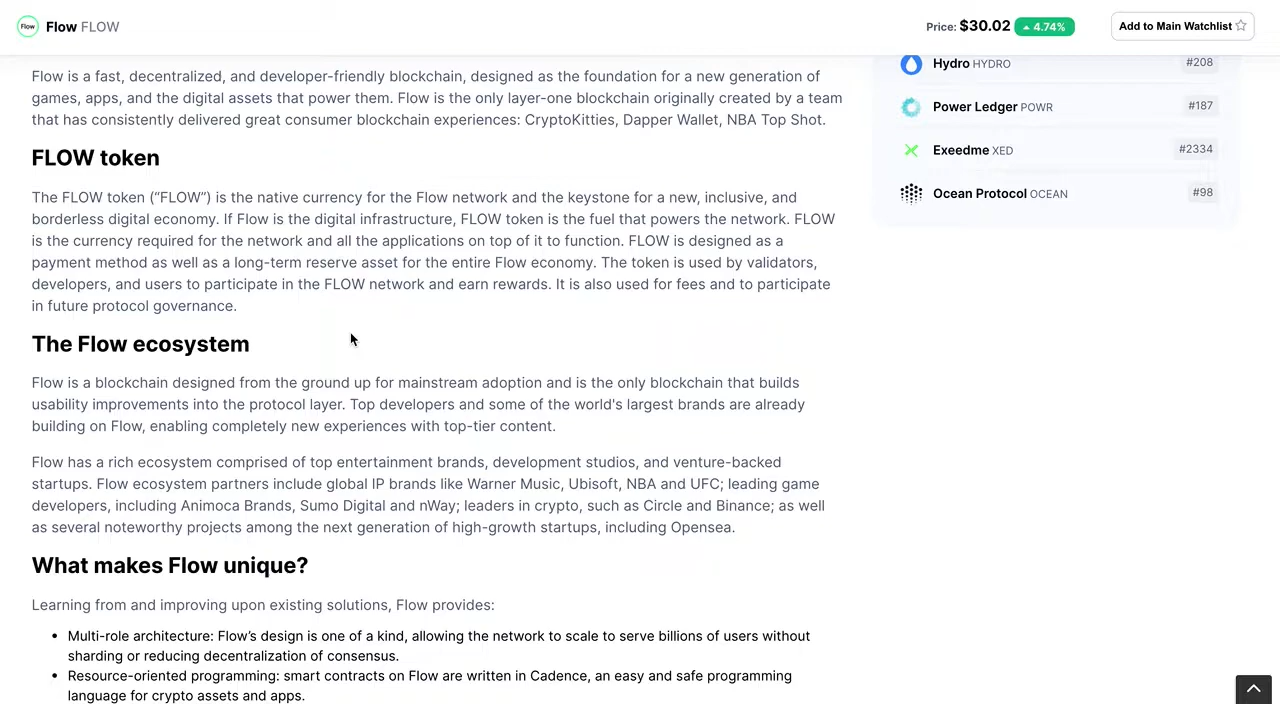 Flow
Flow FLOW
Price: $30.02 4.74%
Add to Main Watchlist
Flow is a fast, decentralized, and developer-friendly blockchain, designed as the foundation for a new generation of
games, apps, and the digital assets that power them. Flow is the only layer-one blockchain originally created by a team
that has consistently delivered great consumer blockchain experiences: CryptoKitties, Dapper Wallet, NBA Top Shot.
FLOW token
The FLOW token (“FLOW”) is the native currency for the Flow network and the keystone for a new, inclusive, and
borderless digital economy. If Flow is the digital infrastructure, FLOW token is the fuel that powers the network. FLOW
is the currency required for the network and all the applications on top of it to function. FLOW is designed as a
payment method as well as a long-term reserve asset for the entire Flow economy. The token is used by validators,
developers, and users to participate in the FLOW network and earn rewards. It is also used for fees and to participate
in future protocol governance.
The Flow ecosystem
Flow is a blockchain designed from the ground up for mainstream adoption and is the only blockchain that builds
usability improvements into the protocol layer. Top developers and some of the world's largest brands are already
building on Flow, enabling completely new experiences with top-tier content.
Flow has a rich ecosystem comprised of top entertainment brands, development studios, and venture-backed
startups. Flow ecosystem partners include global IP brands like Warner Music, Ubisoft, NBA and UFC; leading game
developers, including Animoca Brands, Sumo Digital and nWay; leaders in crypto, such as Circle and Binance; as well
as several noteworthy projects among the next generation of high-growth startups, including Opensea.
What makes Flow unique?
Learning from and improving upon existing solutions, Flow provides:
• Multi-role architecture: Flow’s design is one of a kind, allowing the network to scale to serve billions of users without
sharding or reducing decentralization of consensus.
• Resource-oriented programming: smart contracts on Flow are written in Cadence, an easy and safe programming
language for crypto assets and apps.
Hydro HYDRO #208
Power Ledger POWR #187
Exeedme XED #2334
Ocean Protocol OCEAN #98